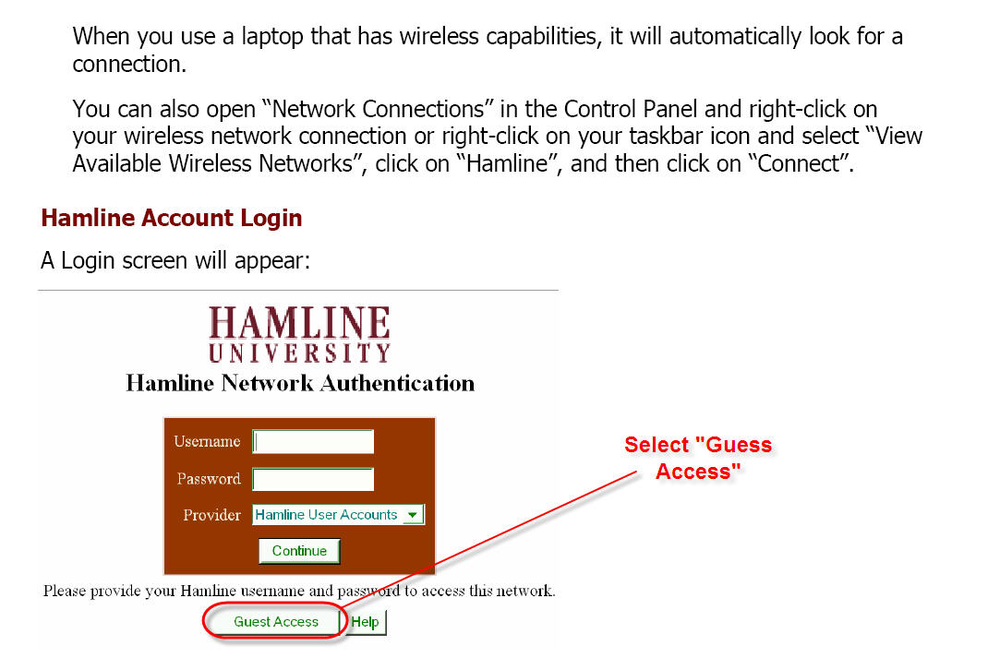 When you use a laptop that has wireless capabilities, it will automatically look for a
connection.
You can also open “Network Connections” in the Control Panel and right-click on
your wireless network connection or right-click on your taskbar icon and select “View
Available Wireless Networks”, click on “Hamline”, and then click on “Connect”.
Hamline Account Login
A Login screen will appear:
HAMLINE
UNIVERSITY
Hamline Network Authentication
Username
Password
Provider Hamline User Accounts
Continue
Select "Guess
Access"
Please provide your Hamline username and password to access this network.
Guest Access Help